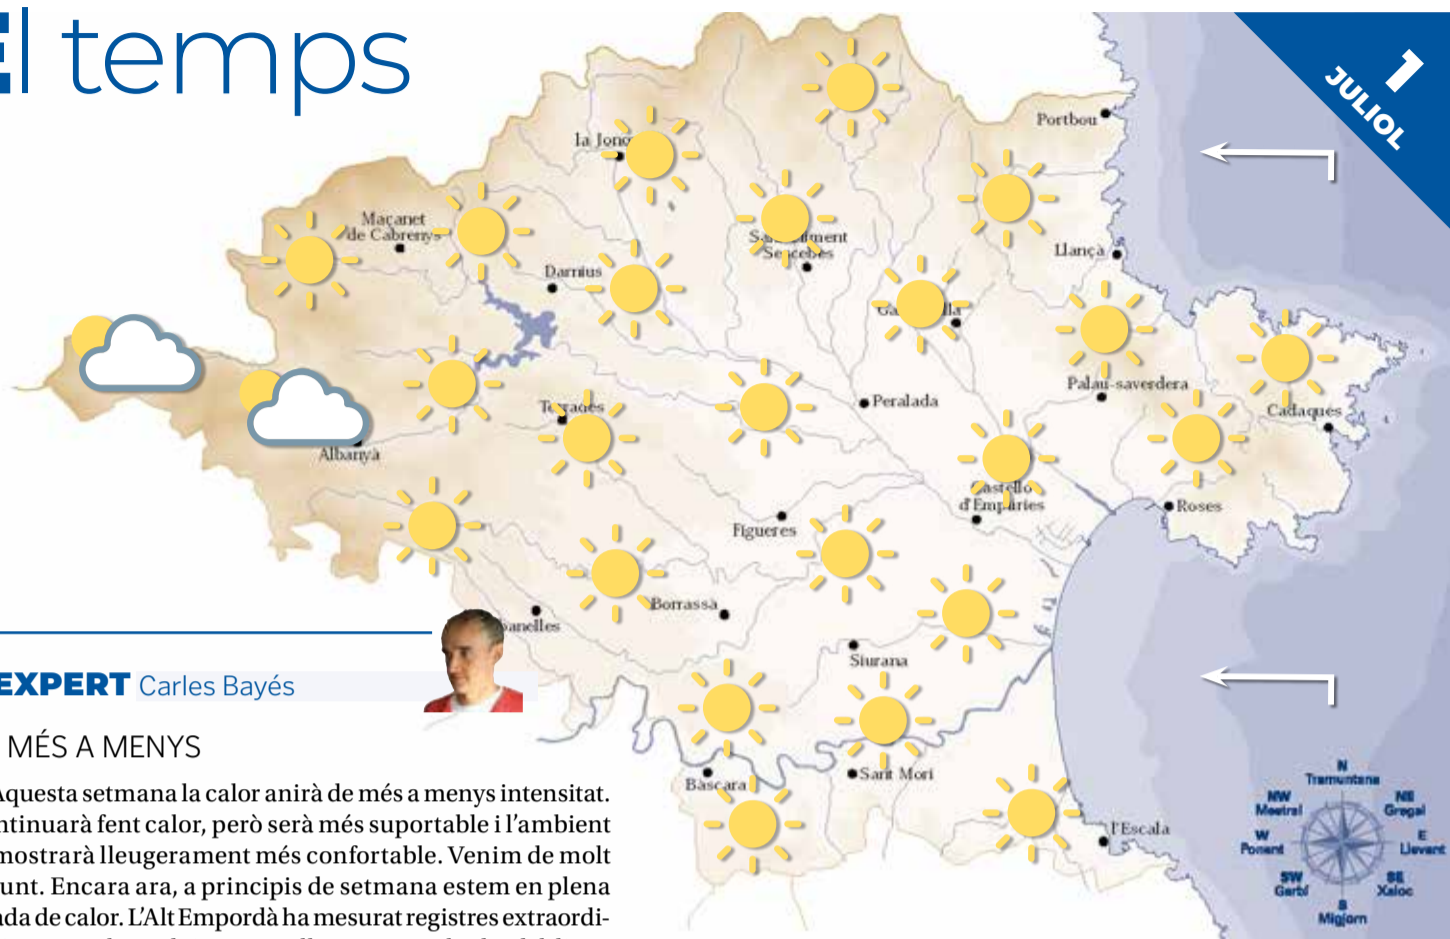 El temps
1
JULIOL
Portbou
la Jonq
Maçanet
de Cabrenys
Llançà
Darnius
Palau-saverdera
Peralada
Cadaqués
Terrades
Albanyà
Castelló
d'Empúries
Roses
Figueres
Borrassà
Siurana
EXPERT Carles Bayés
MÉS A MENYS
Aquesta setmana la calor anirà de més a menys intensitat.
ntinuarà fent calor, però serà més suportable i l'ambient
mostrarà lleugerament més confortable. Venim de molt
unt. Encara ara, a principis de setmana estem en plena
ada de calor. L'Alt Empordà ha mesurat registres extraordi-
Bàscara
Sant Mori
l'Escala
N
Tramuntana
NW
Mestral
NE
Gregal
W
Ponent
E
Llevant
SW
Garbí
SE
Xaloc
S
Migjorn